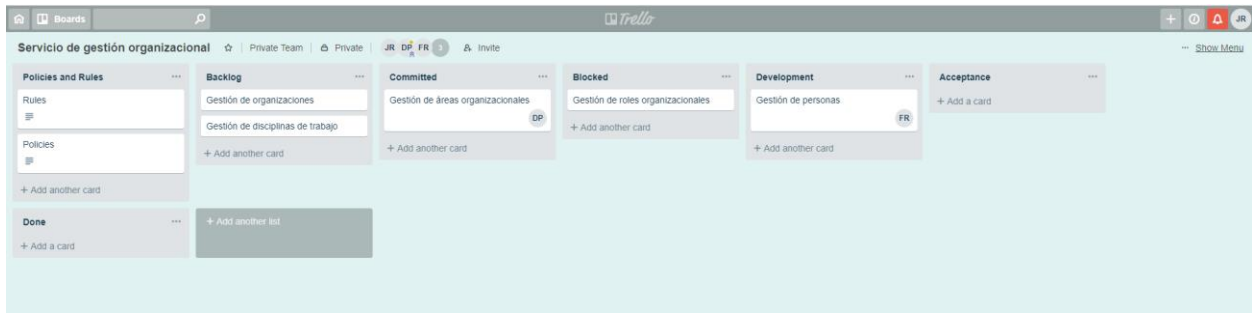 Boards
Trello
JR
Servicio de gestión organizacional
Private Team
Private
JR DP FR 3
Invite
... Show Menu
Policies and Rules
Rules
Policies
+ Add another card
Backlog
Gestión de organizaciones
Gestión de disciplinas de trabajo
+ Add another card
Committed
Gestión de áreas organizacionales
DP
+ Add another card
Blocked
Gestión de roles organizacionales
+ Add another card
Development
Gestión de personas
FR
+ Add another card
Acceptance
+ Add a card
Done
+ Add a card
+ Add another list